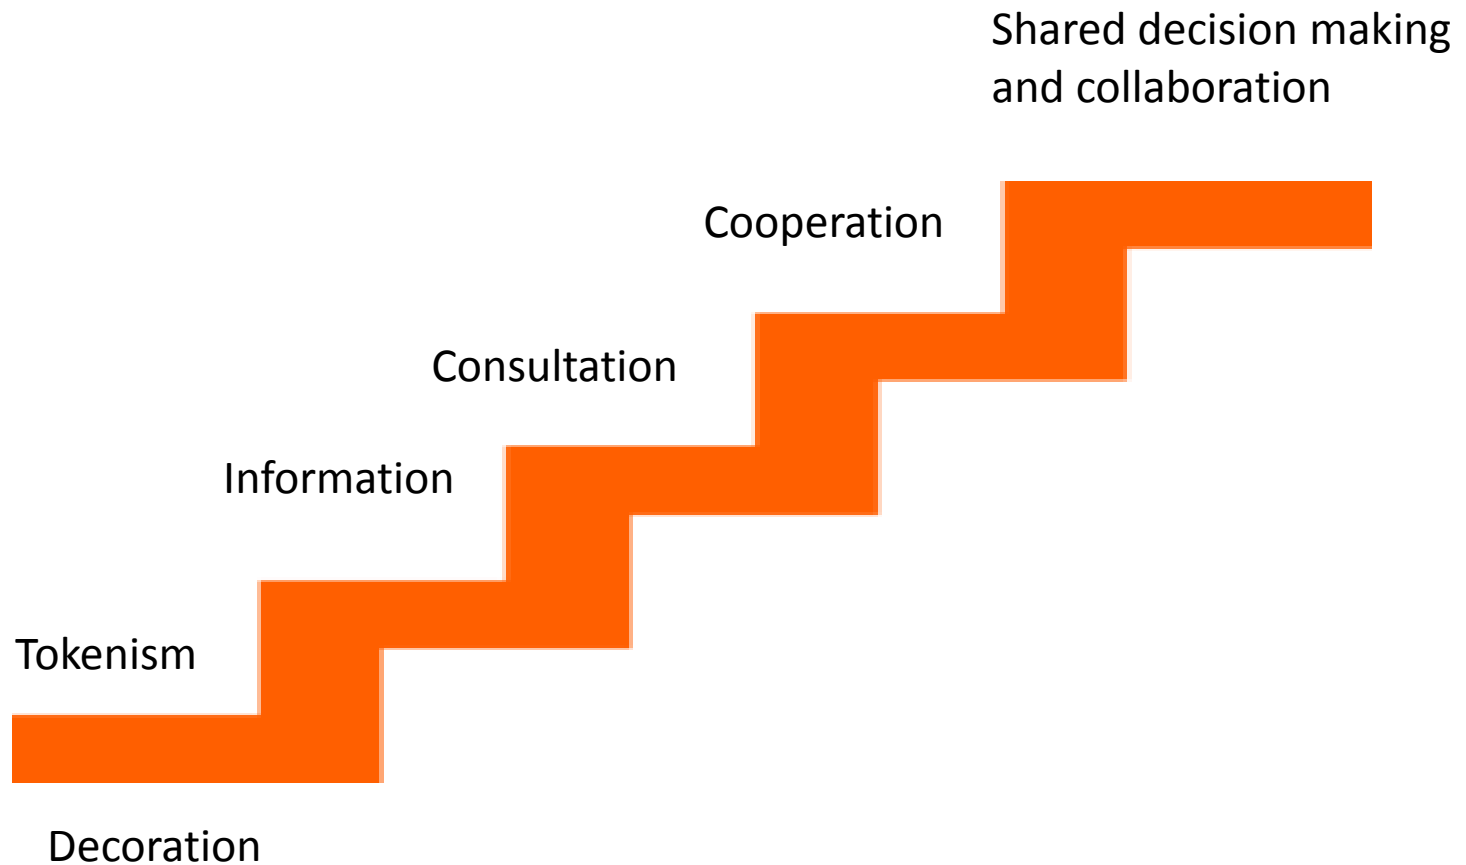 Shared decision making
and collaboration
Cooperation
Consultation
Information
Tokenism
Decoration